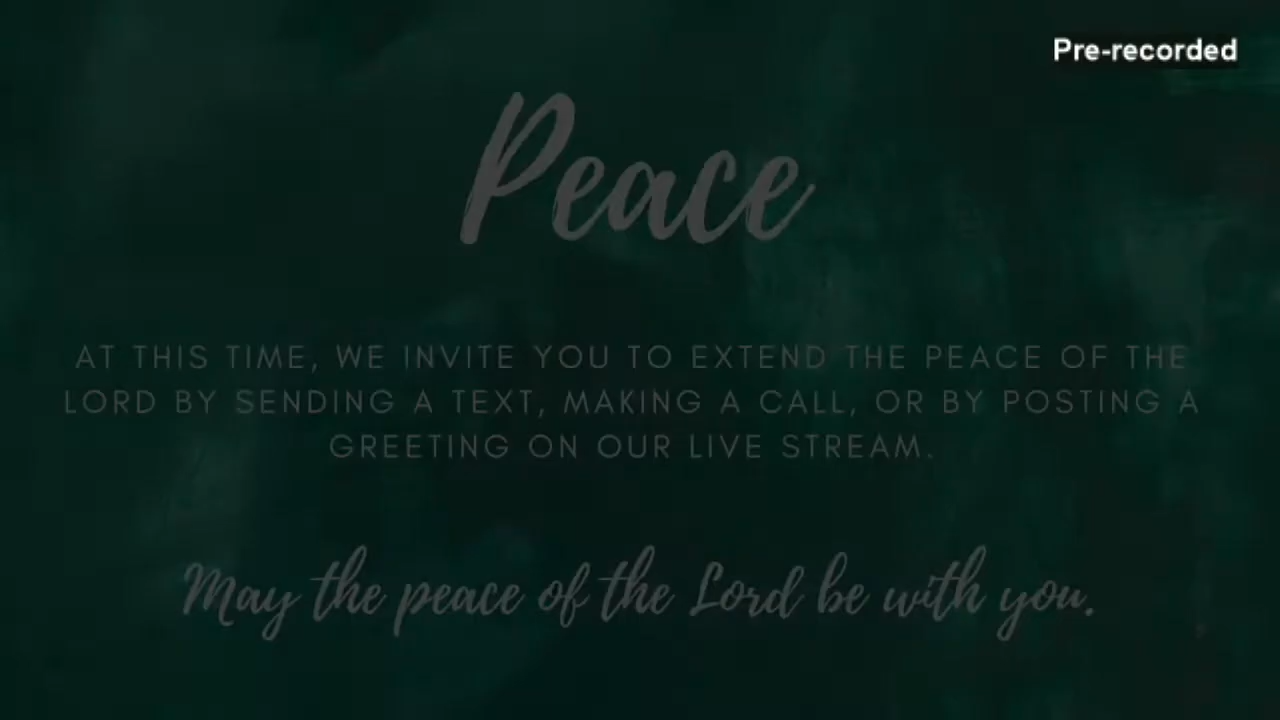 Pre-recorded
Peace
AT THIS TIME, WE INVITE YOU TO EXTEND THE PEACE OF THE
LORD BY SENDING A TEXT, MAKING A CALL, OR BY POSTING A
GREETING ON OUR LIVE STREAM.
May the peace of the Lord be with you.